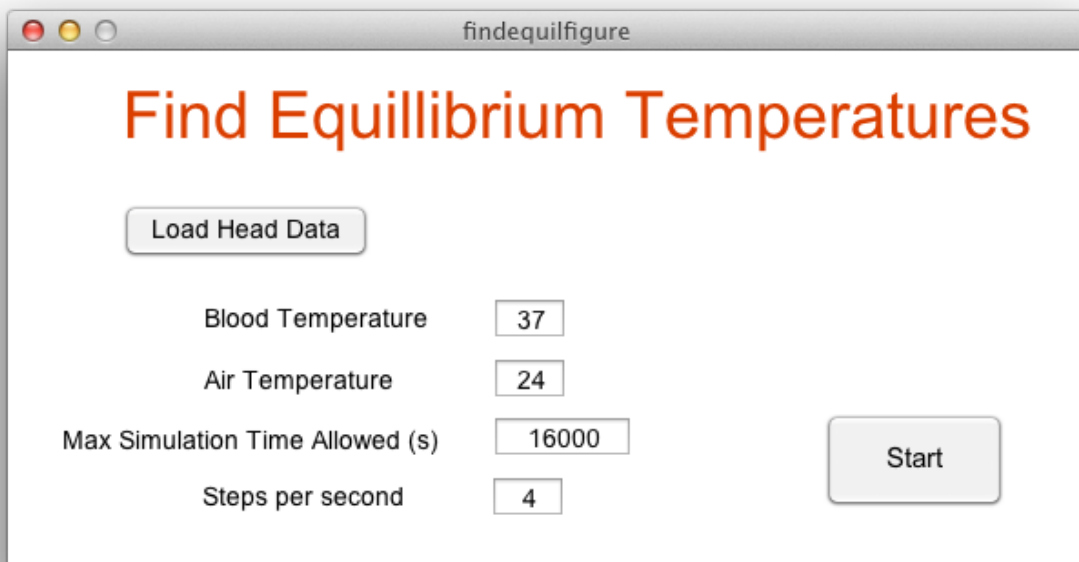 findequilfigure
Find Equillibrium Temperatures
Load Head Data
Blood Temperature 37
Air Temperature 24
Max Simulation Time Allowed (s) 16000
Start
Steps per second 4